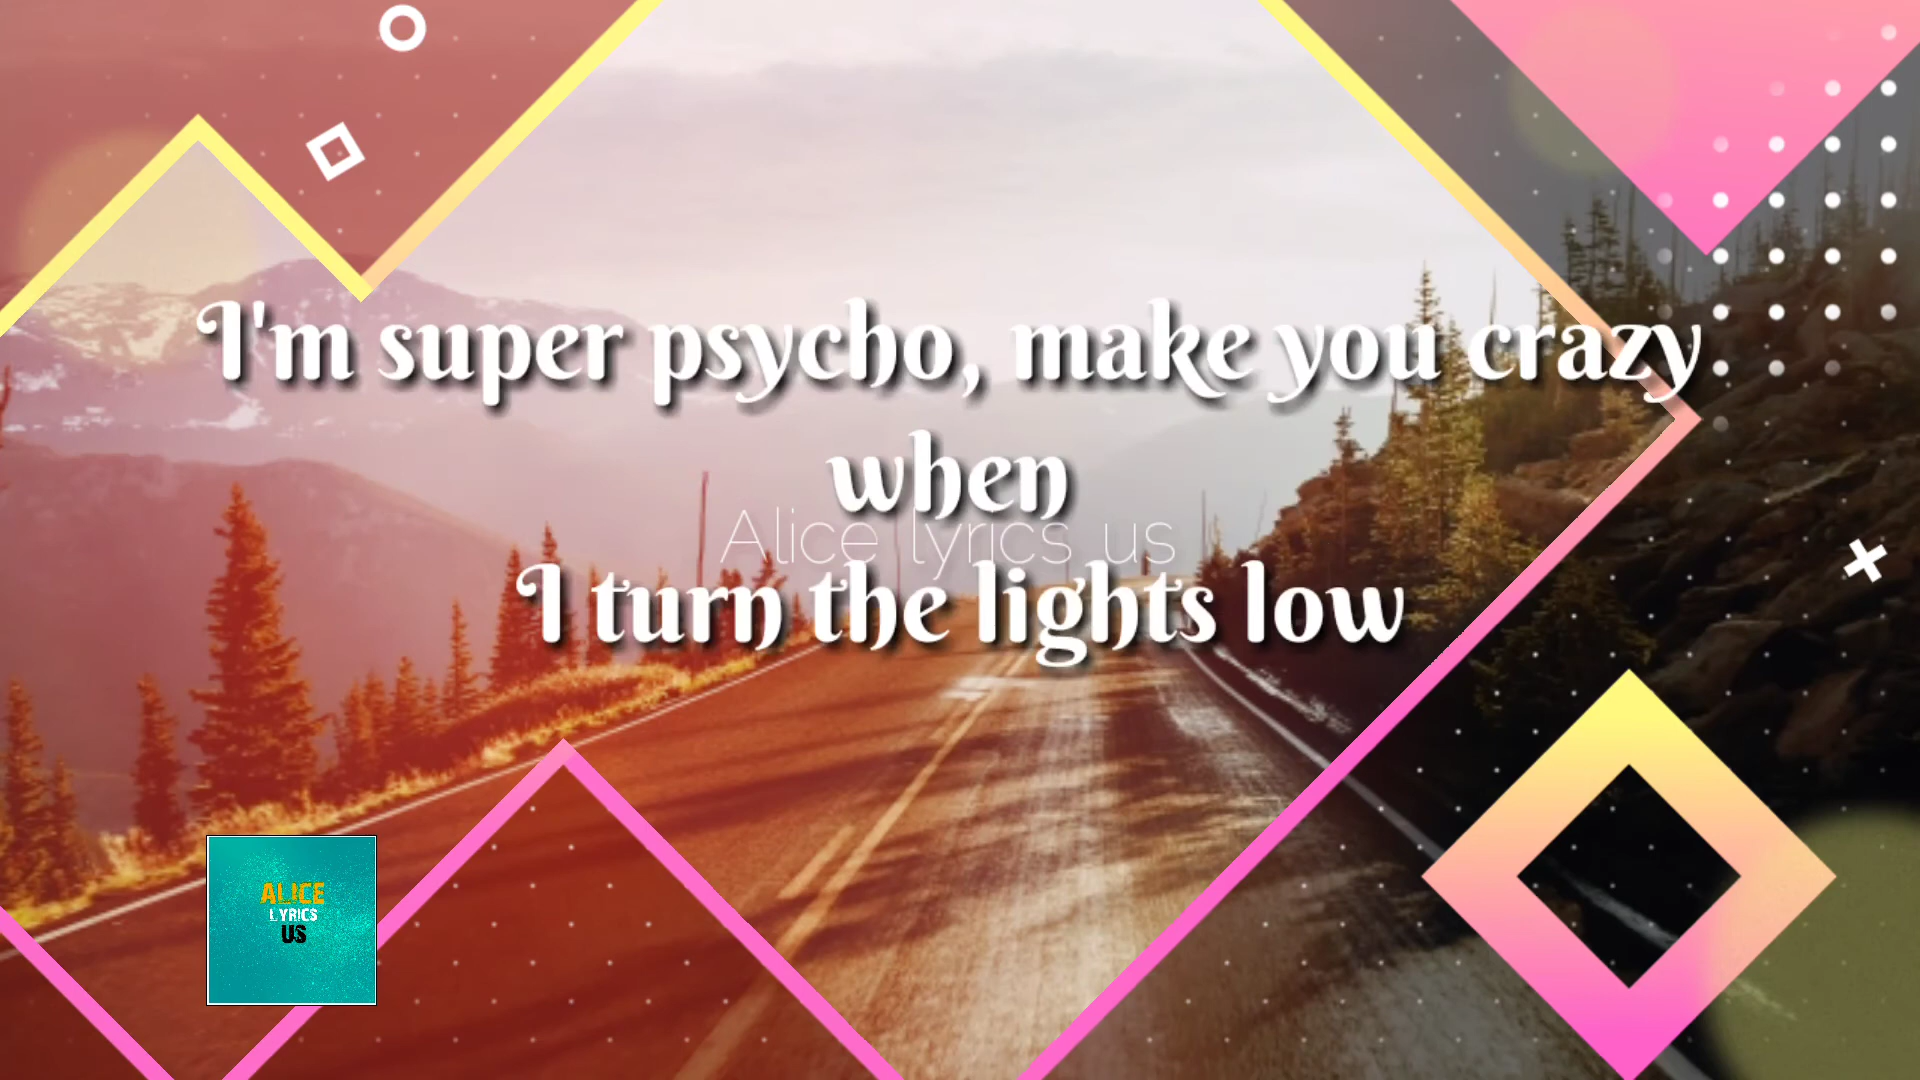 I'm super psycho, make you crazy
when
Alice lyrics us
I turn the lights low
ALICE
LYRICS
US